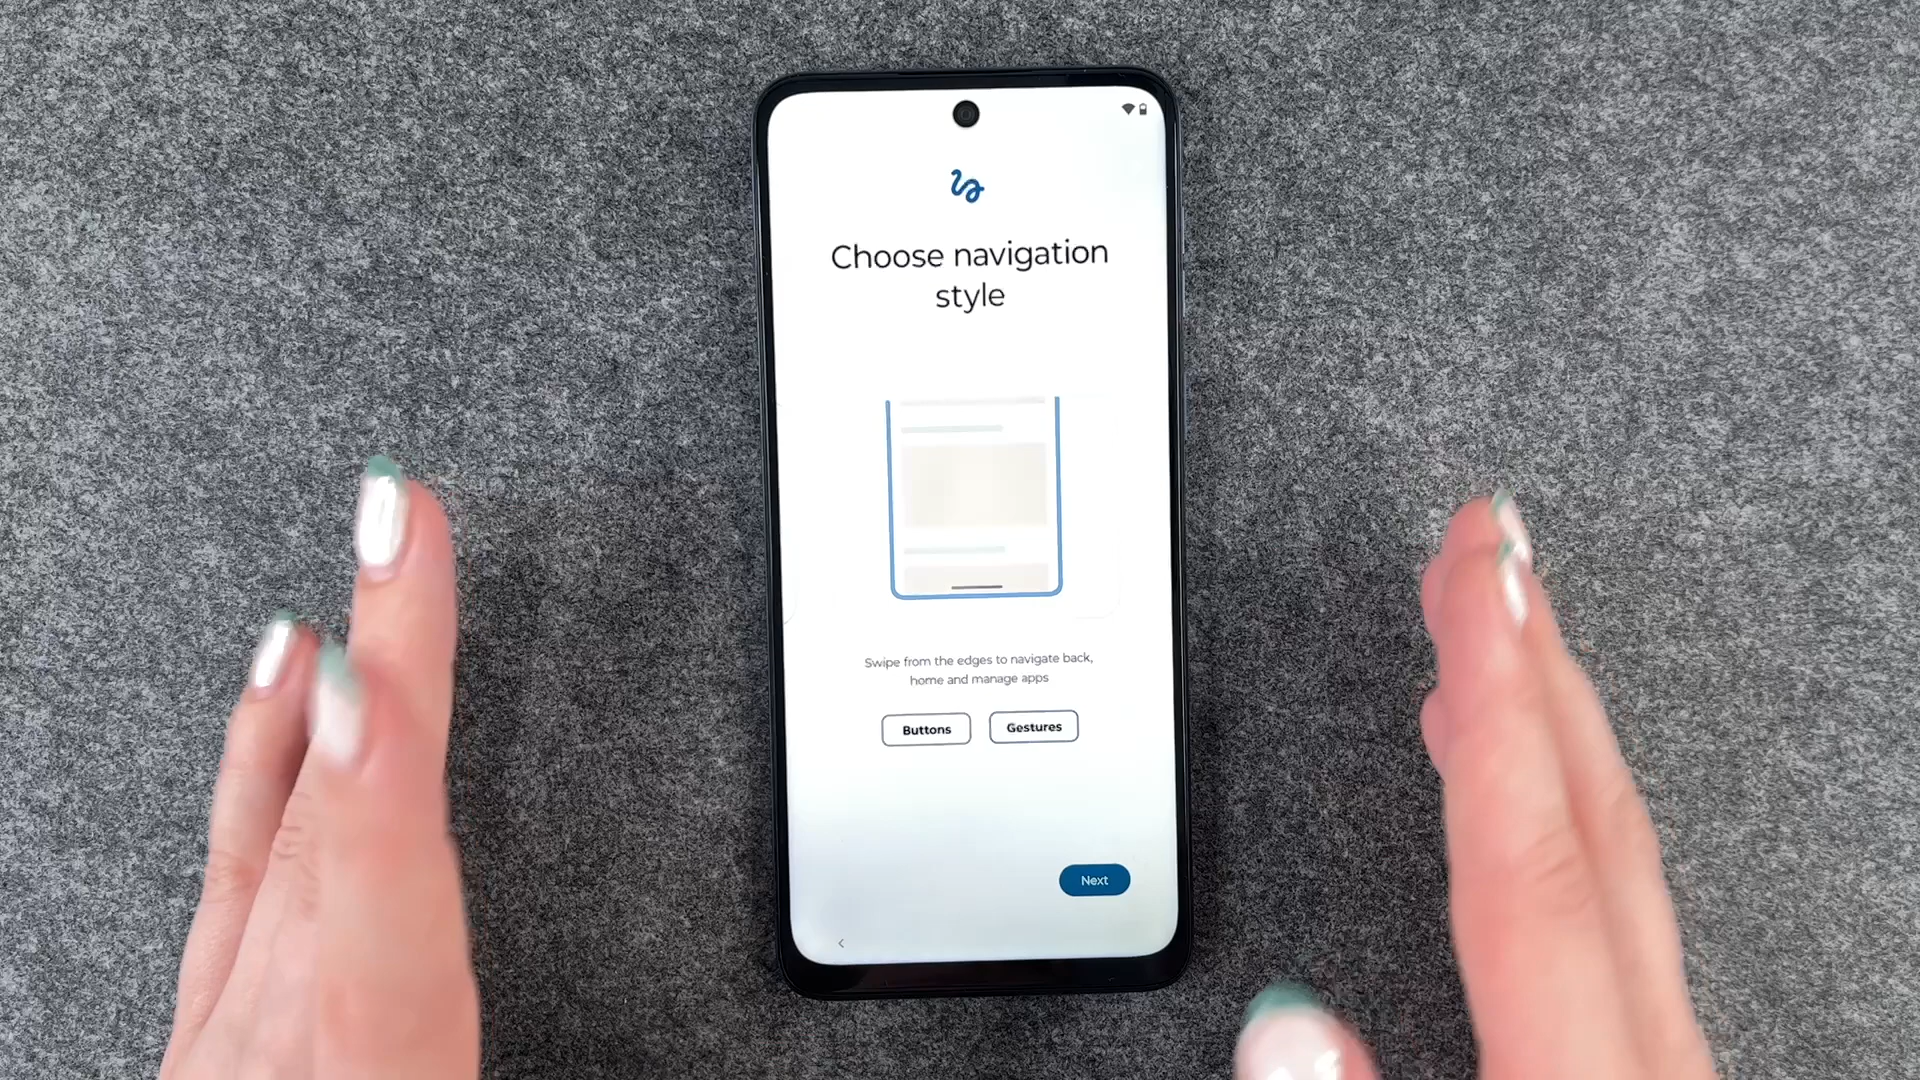 Choose navigation
style
Swipe from the edges to navigate back,
home and manage apps
Buttons
Gestures
Next